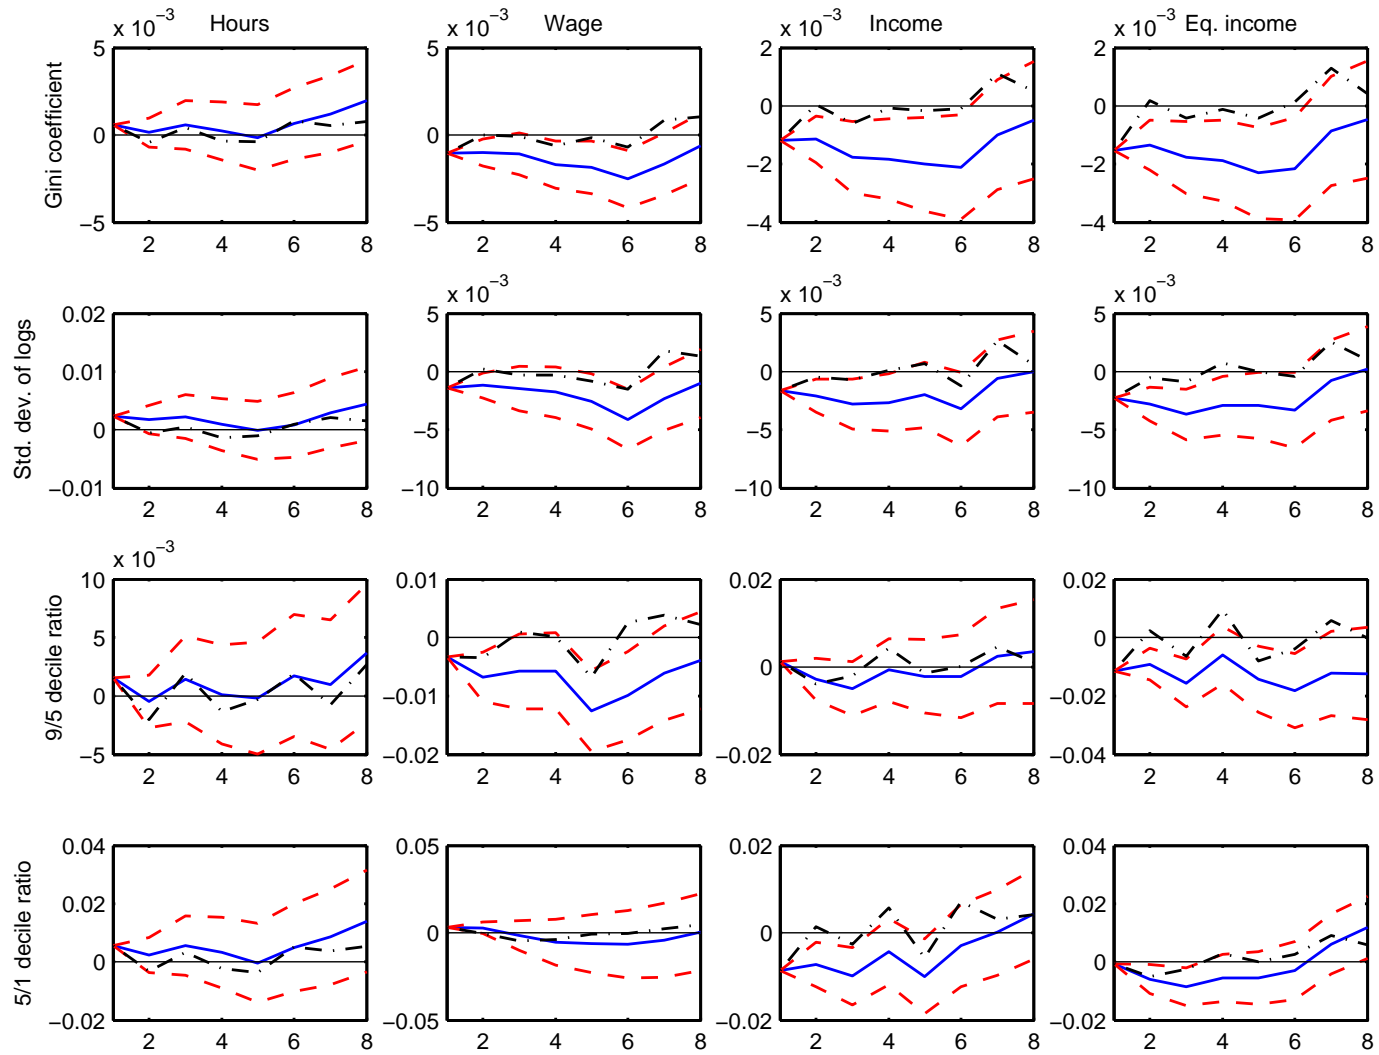 x 10⁻³ Hours x 10⁻³ Wage x 10⁻³ Income x 10⁻³ Eq. income
Gini coefficient
5 5 2 2
0 0 0 0
−2 −2
−5 −5 −4 −4
2 4 6 8 2 4 6 8 2 4 6 8 2 4 6 8
x 10⁻³ x 10⁻³ x 10⁻³
Std. dev. of logs
0.02 5 5 5
0.01 0 0 0
0 −5 −5 −5
−0.01 −10 −10 −10
2 4 6 8 2 4 6 8 2 4 6 8 2 4 6 8
x 10⁻³
9/5 decile ratio
10 0.01 0.02 0.02
5 0 0
0 −0.01 0 −0.02
−5 −0.02 −0.02 −0.04
2 4 6 8 2 4 6 8 2 4 6 8 2 4 6 8
5/1 decile ratio
0.04 0.05 0.02 0.04
0.02 0.02
0 0 0 0
−0.02 −0.05 −0.02 −0.02
2 4 6 8 2 4 6 8 2 4 6 8 2 4 6 8